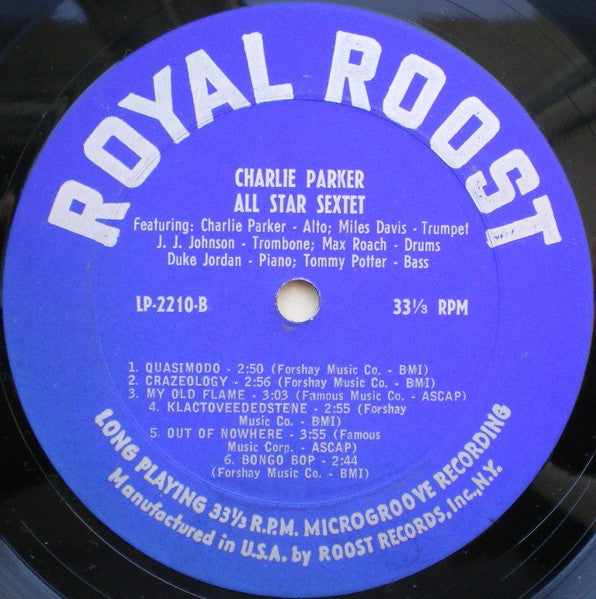 ROYAL ROOST
CHARLIE PARKER
ALL STAR SEXTET
Featuring: Charlie Parker - Alto; Miles Davis - Trumpet
J. J. Johnson - Trombone; Max Roach - Drums
Duke Jordan - Piano; Tommy Potter - Bass
LP-2210-B 33⅓ RPM
1. QUASIMODO - 2:50 (Forshay Music Co. - BMI)
2. CRAZEOLOGY - 2:56 (Forshay Music Co. - BMI)
3. MY OLD FLAME - 3:03 (Famous Music Co. - ASCAP)
4. KLACTOVEEDEDSTENE - 2:55 (Forshay
Music Co. - BMI)
5. OUT OF NOWHERE - 3:55 (Famous
Music Corp. - ASCAP)
6. BONGO BOP - 2:44
(Forshay Music Co. - BMI)
LONG PLAYING 33⅓ R.P.M. MICROGROOVE RECORDING
Manufactured in U.S.A. by ROOST RECORDS, Inc., N.Y.